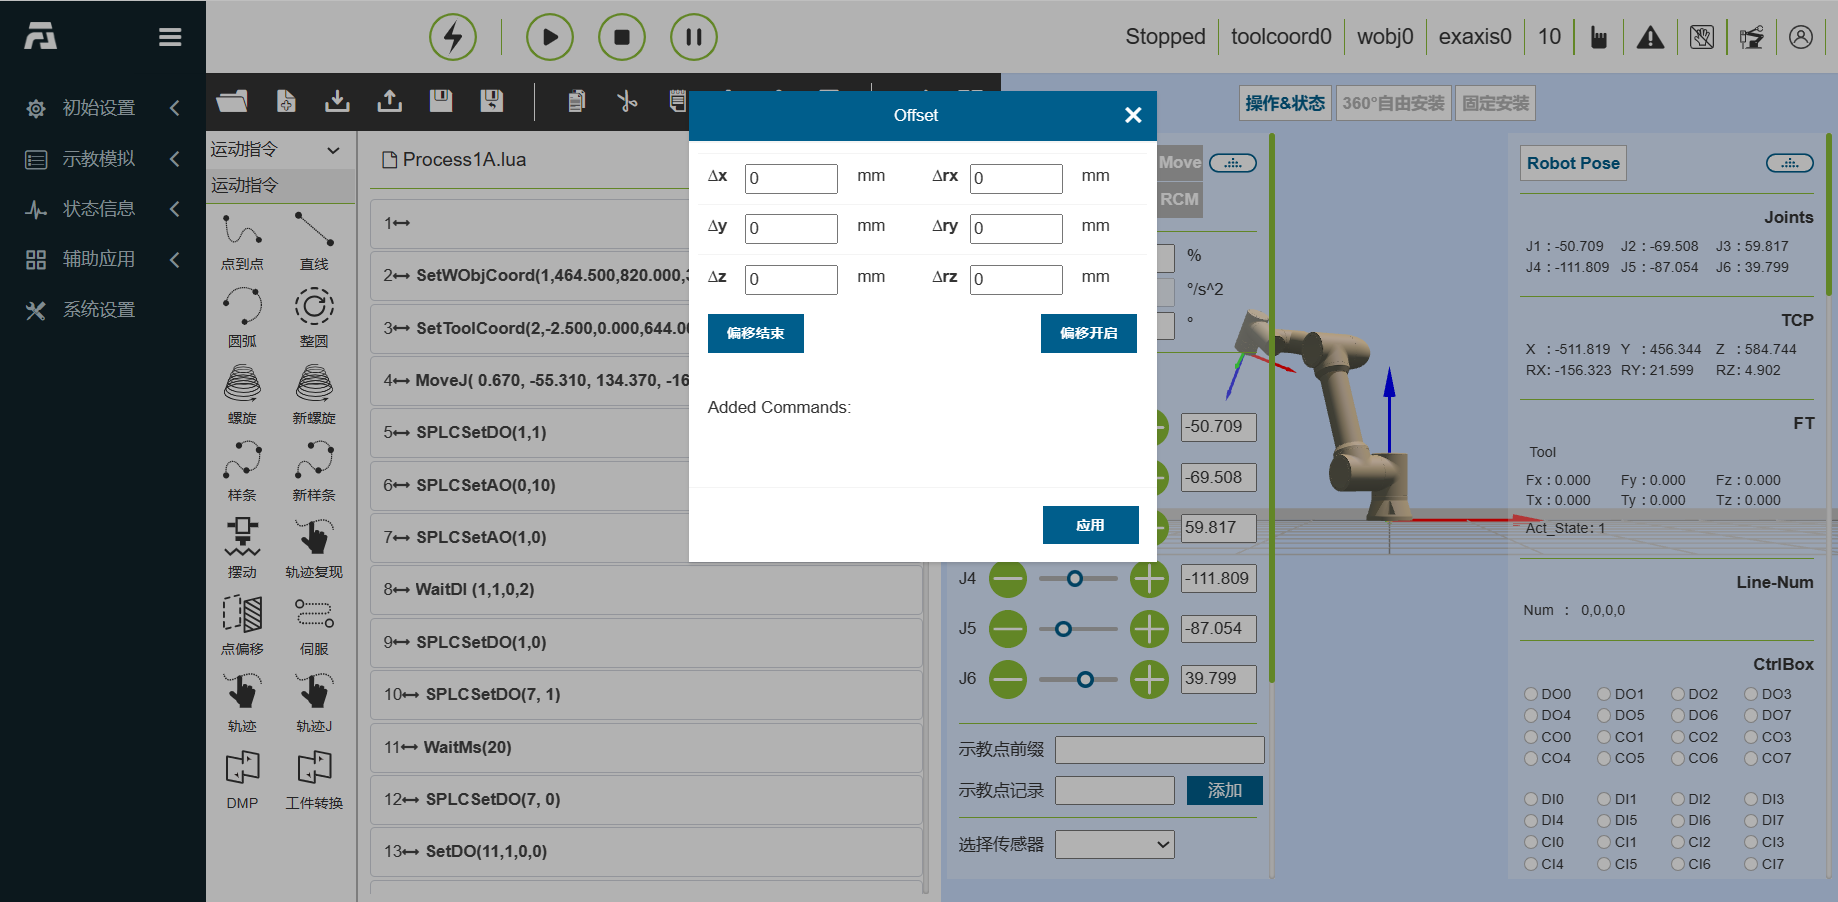 Stopped toolcoord0 wobj0 exaxis0 10
初始设置
示教模拟
状态信息
辅助应用
系统设置
运动指令
运动指令
点到点 直线
圆弧 整圆
螺旋 新螺旋
样条 新样条
摆动 轨迹复现
点偏移 伺服
轨迹 轨迹J
DMP 工件转换
Process1A.lua
1
2 SetWObjCoord(1,464.500,820.000,
3 SetToolCoord(2,-2.500,0.000,644.0
4 MoveJ( 0.670, -55.310, 134.370, -16
5 SPLCSetDO(1,1)
6 SPLCSetAO(0,10)
7 SPLCSetAO(1,0)
8 WaitDI (1,1,0,2)
9 SPLCSetDO(1,0)
10 SPLCSetDO(7, 1)
11 WaitMs(20)
12 SPLCSetDO(7, 0)
13 SetDO(11,1,0,0)
Offset
Δx 0 mm Δrx 0 mm
Δy 0 mm Δry 0 mm
Δz 0 mm Δrz 0 mm
偏移结束 偏移开启
Added Commands:
应用
操作&状态 360°自由安装 固定安装
Move
RCM
%
°/s^2
°
-50.709
-69.508
59.817
J4 -111.809
J5 -87.054
J6 39.799
示教点前缀
示教点记录 添加
选择传感器
Robot Pose
Joints
J1 : -50.709 J2 : -69.508 J3 : 59.817
J4 : -111.809 J5 : -87.054 J6 : 39.799
TCP
X : -511.819 Y : 456.344 Z : 584.744
RX: -156.323 RY: 21.599 RZ: 4.902
FT
Tool
Fx : 0.000 Fy : 0.000 Fz : 0.000
Tx : 0.000 Ty : 0.000 Tz : 0.000
Act_State : 1
Line-Num
Num : 0,0,0,0
CtrlBox
DO0 DO1 DO2 DO3
DO4 DO5 DO6 DO7
CO0 CO1 CO2 CO3
CO4 CO5 CO6 CO7
DI0 DI1 DI2 DI3
DI4 DI5 DI6 DI7
CI0 CI1 CI2 CI3
CI4 CI5 CI6 CI7